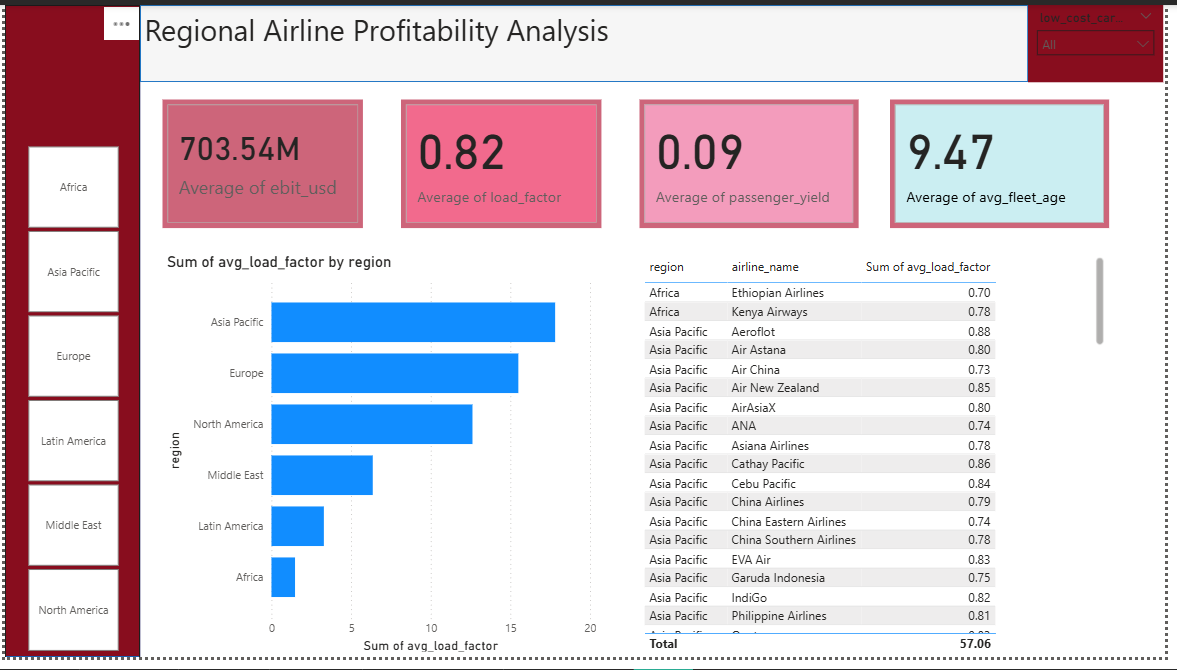 Regional Airline Profitability Analysis
low_cost_car...
All
Africa
Asia Pacific
Europe
Latin America
Middle East
North America
703.54M
Average of ebit_usd
0.82
Average of load_factor
0.09
Average of passenger_yield
9.47
Average of avg_fleet_age
Sum of avg_load_factor by region
region
Asia Pacific
Europe
North America
Middle East
Latin America
Africa
0 5 10 15 20
Sum of avg_load_factor
region airline_name Sum of avg_load_factor
Africa Ethiopian Airlines 0.70
Africa Kenya Airways 0.78
Asia Pacific Aeroflot 0.88
Asia Pacific Air Astana 0.80
Asia Pacific Air China 0.73
Asia Pacific Air New Zealand 0.85
Asia Pacific AirAsiaX 0.80
Asia Pacific ANA 0.74
Asia Pacific Asiana Airlines 0.78
Asia Pacific Cathay Pacific 0.86
Asia Pacific Cebu Pacific 0.84
Asia Pacific China Airlines 0.79
Asia Pacific China Eastern Airlines 0.74
Asia Pacific China Southern Airlines 0.78
Asia Pacific EVA Air 0.83
Asia Pacific Garuda Indonesia 0.75
Asia Pacific IndiGo 0.82
Asia Pacific Philippine Airlines 0.81
Total 57.06